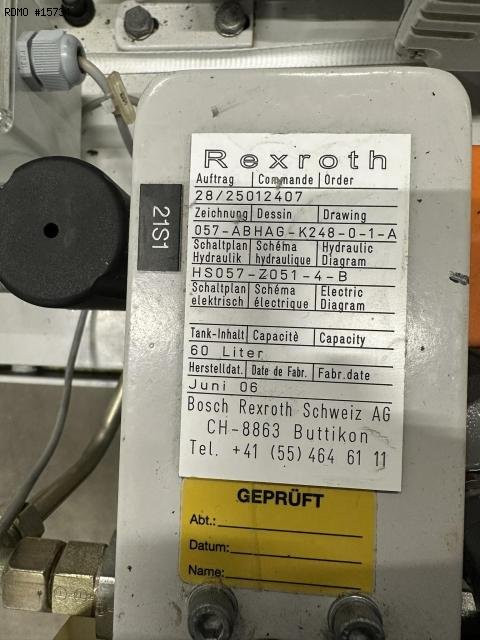 RDMO #1573
Rexroth
Auftrag | Commande | Order
28/25012407
Zeichnung | Dessin | Drawing
057-ABHAG-K248-0-1-A
Schaltplan | Schéma | Hydraulic
Hydraulik | hydraulique | Diagram
HS057-Z051-4-B
Schaltplan | Schéma | Electric
elektrisch | électrique | Diagram
Tank-Inhalt | Capacitè | Capacity
60 Liter
Herstelldat. | Date de Fabr. | Fabr.date
Juni 06
Bosch Rexroth Schweiz AG
CH-8863 Buttikon
Tel. +41 (55) 464 61 11
21S1
GEPRÜFT
Abt.:
Datum:
Name: